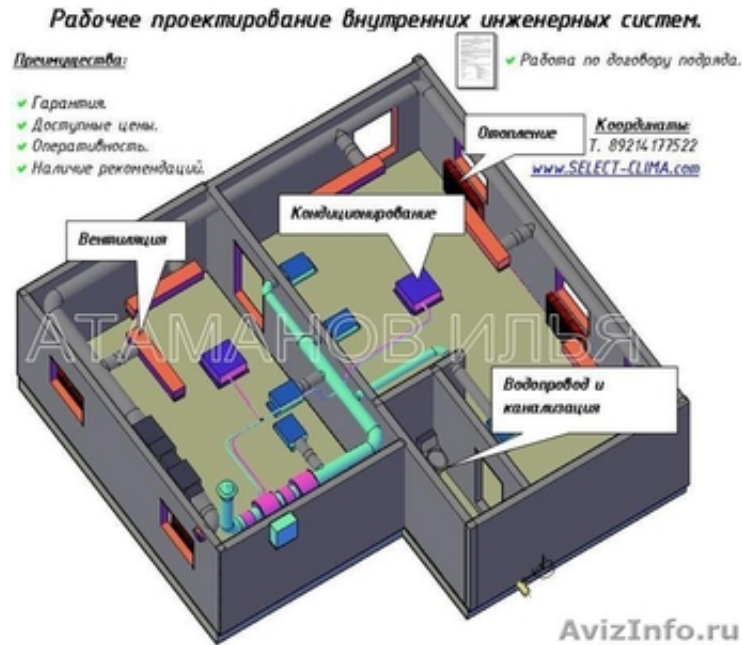 Рабочее проектирование внутренних инженерных систем.
Преимущества:
✓ Гарантия.
✓ Доступные цены.
✓ Оперативность.
✓ Наличие рекомендаций.
✓ Работа по договору подряда.
Координаты:
Т. 89214177522
www.SELECT-CLIMA.com
Отопление
Кондиционирование
Вентиляция
АТАМАНОВ ИЛЬЯ
Водопровод и
канализация
AvizInfo.ru